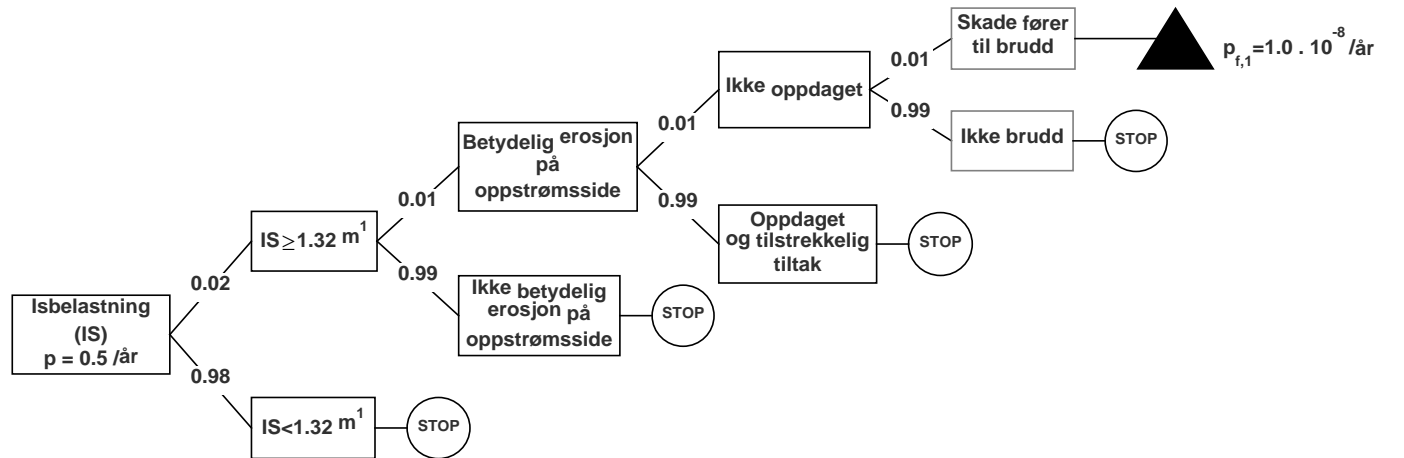 Isbelastning
(IS)
p = 0.5 /år
0.02
0.98
IS≥1.32 m¹
IS<1.32 m¹
STOP
0.01
0.99
Betydelig erosjon
på
oppstrømsside
Ikke betydelig
erosjon på
oppstrømsside
STOP
0.01
0.99
Ikke oppdaget
Oppdaget
og tilstrekkelig
tiltak
STOP
0.01
0.99
Skade fører
til brudd
Ikke brudd
STOP
p_f,1=1.0 . 10⁻⁸/år